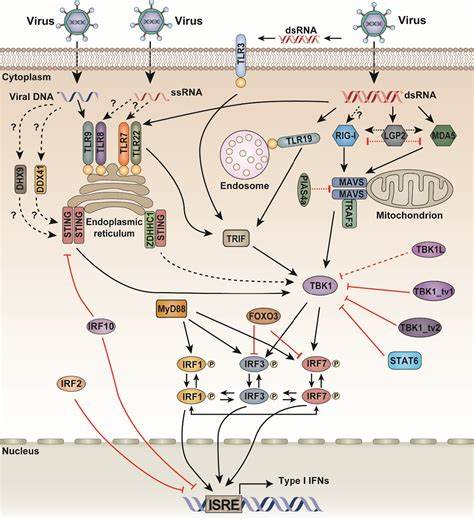 Virus
Virus
dsRNA
Virus
TLR3
Cytoplasm
Viral DNA
ssRNA
dsRNA
?
?
?
?
TLR9
TLR8
TLR7
TLR22
TLR19
RIG-I
?
?
LGP2
MDA5
DHX9
DDX41
Endosome
PIAS4a
MAVS
MAVS
TRAF3
Mitochondrion
?
?
STING
STING
Endoplasmic
reticulum
ZDHHC1
STING
TRIF
TBK1
TBK1L
TBK1_tv1
TBK1_tv2
STAT6
MyD88
FOXO3
IRF10
IRF2
IRF1
P
IRF3
P
IRF7
P
IRF1
IRF3
IRF7
Nucleus
ISRE
Type I IFNs